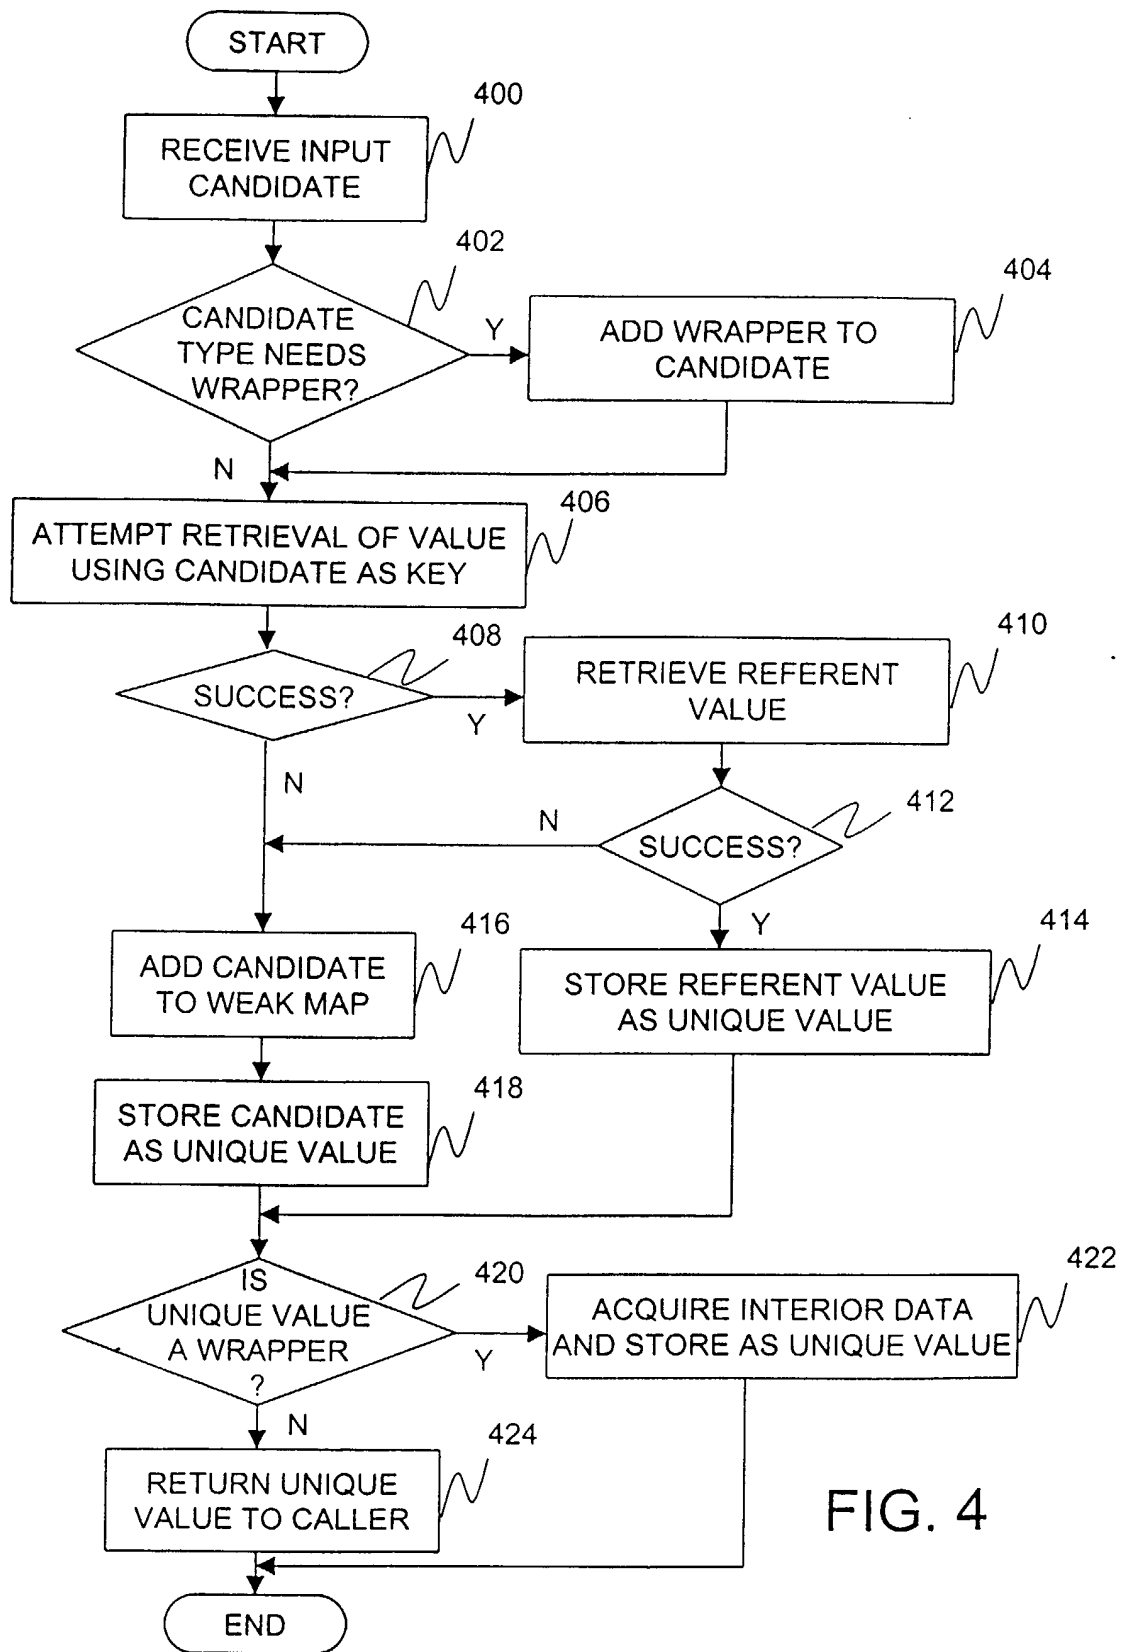 START
400
RECEIVE INPUT
CANDIDATE
402
CANDIDATE
TYPE NEEDS
WRAPPER?
Y
404
ADD WRAPPER TO
CANDIDATE
N
406
ATTEMPT RETRIEVAL OF VALUE
USING CANDIDATE AS KEY
408
SUCCESS?
Y
410
RETRIEVE REFERENT
VALUE
N
412
SUCCESS?
N
Y
416
ADD CANDIDATE
TO WEAK MAP
414
STORE REFERENT VALUE
AS UNIQUE VALUE
418
STORE CANDIDATE
AS UNIQUE VALUE
420
IS
UNIQUE VALUE
A WRAPPER
?
Y
422
ACQUIRE INTERIOR DATA
AND STORE AS UNIQUE VALUE
N
424
RETURN UNIQUE
VALUE TO CALLER
FIG. 4
END